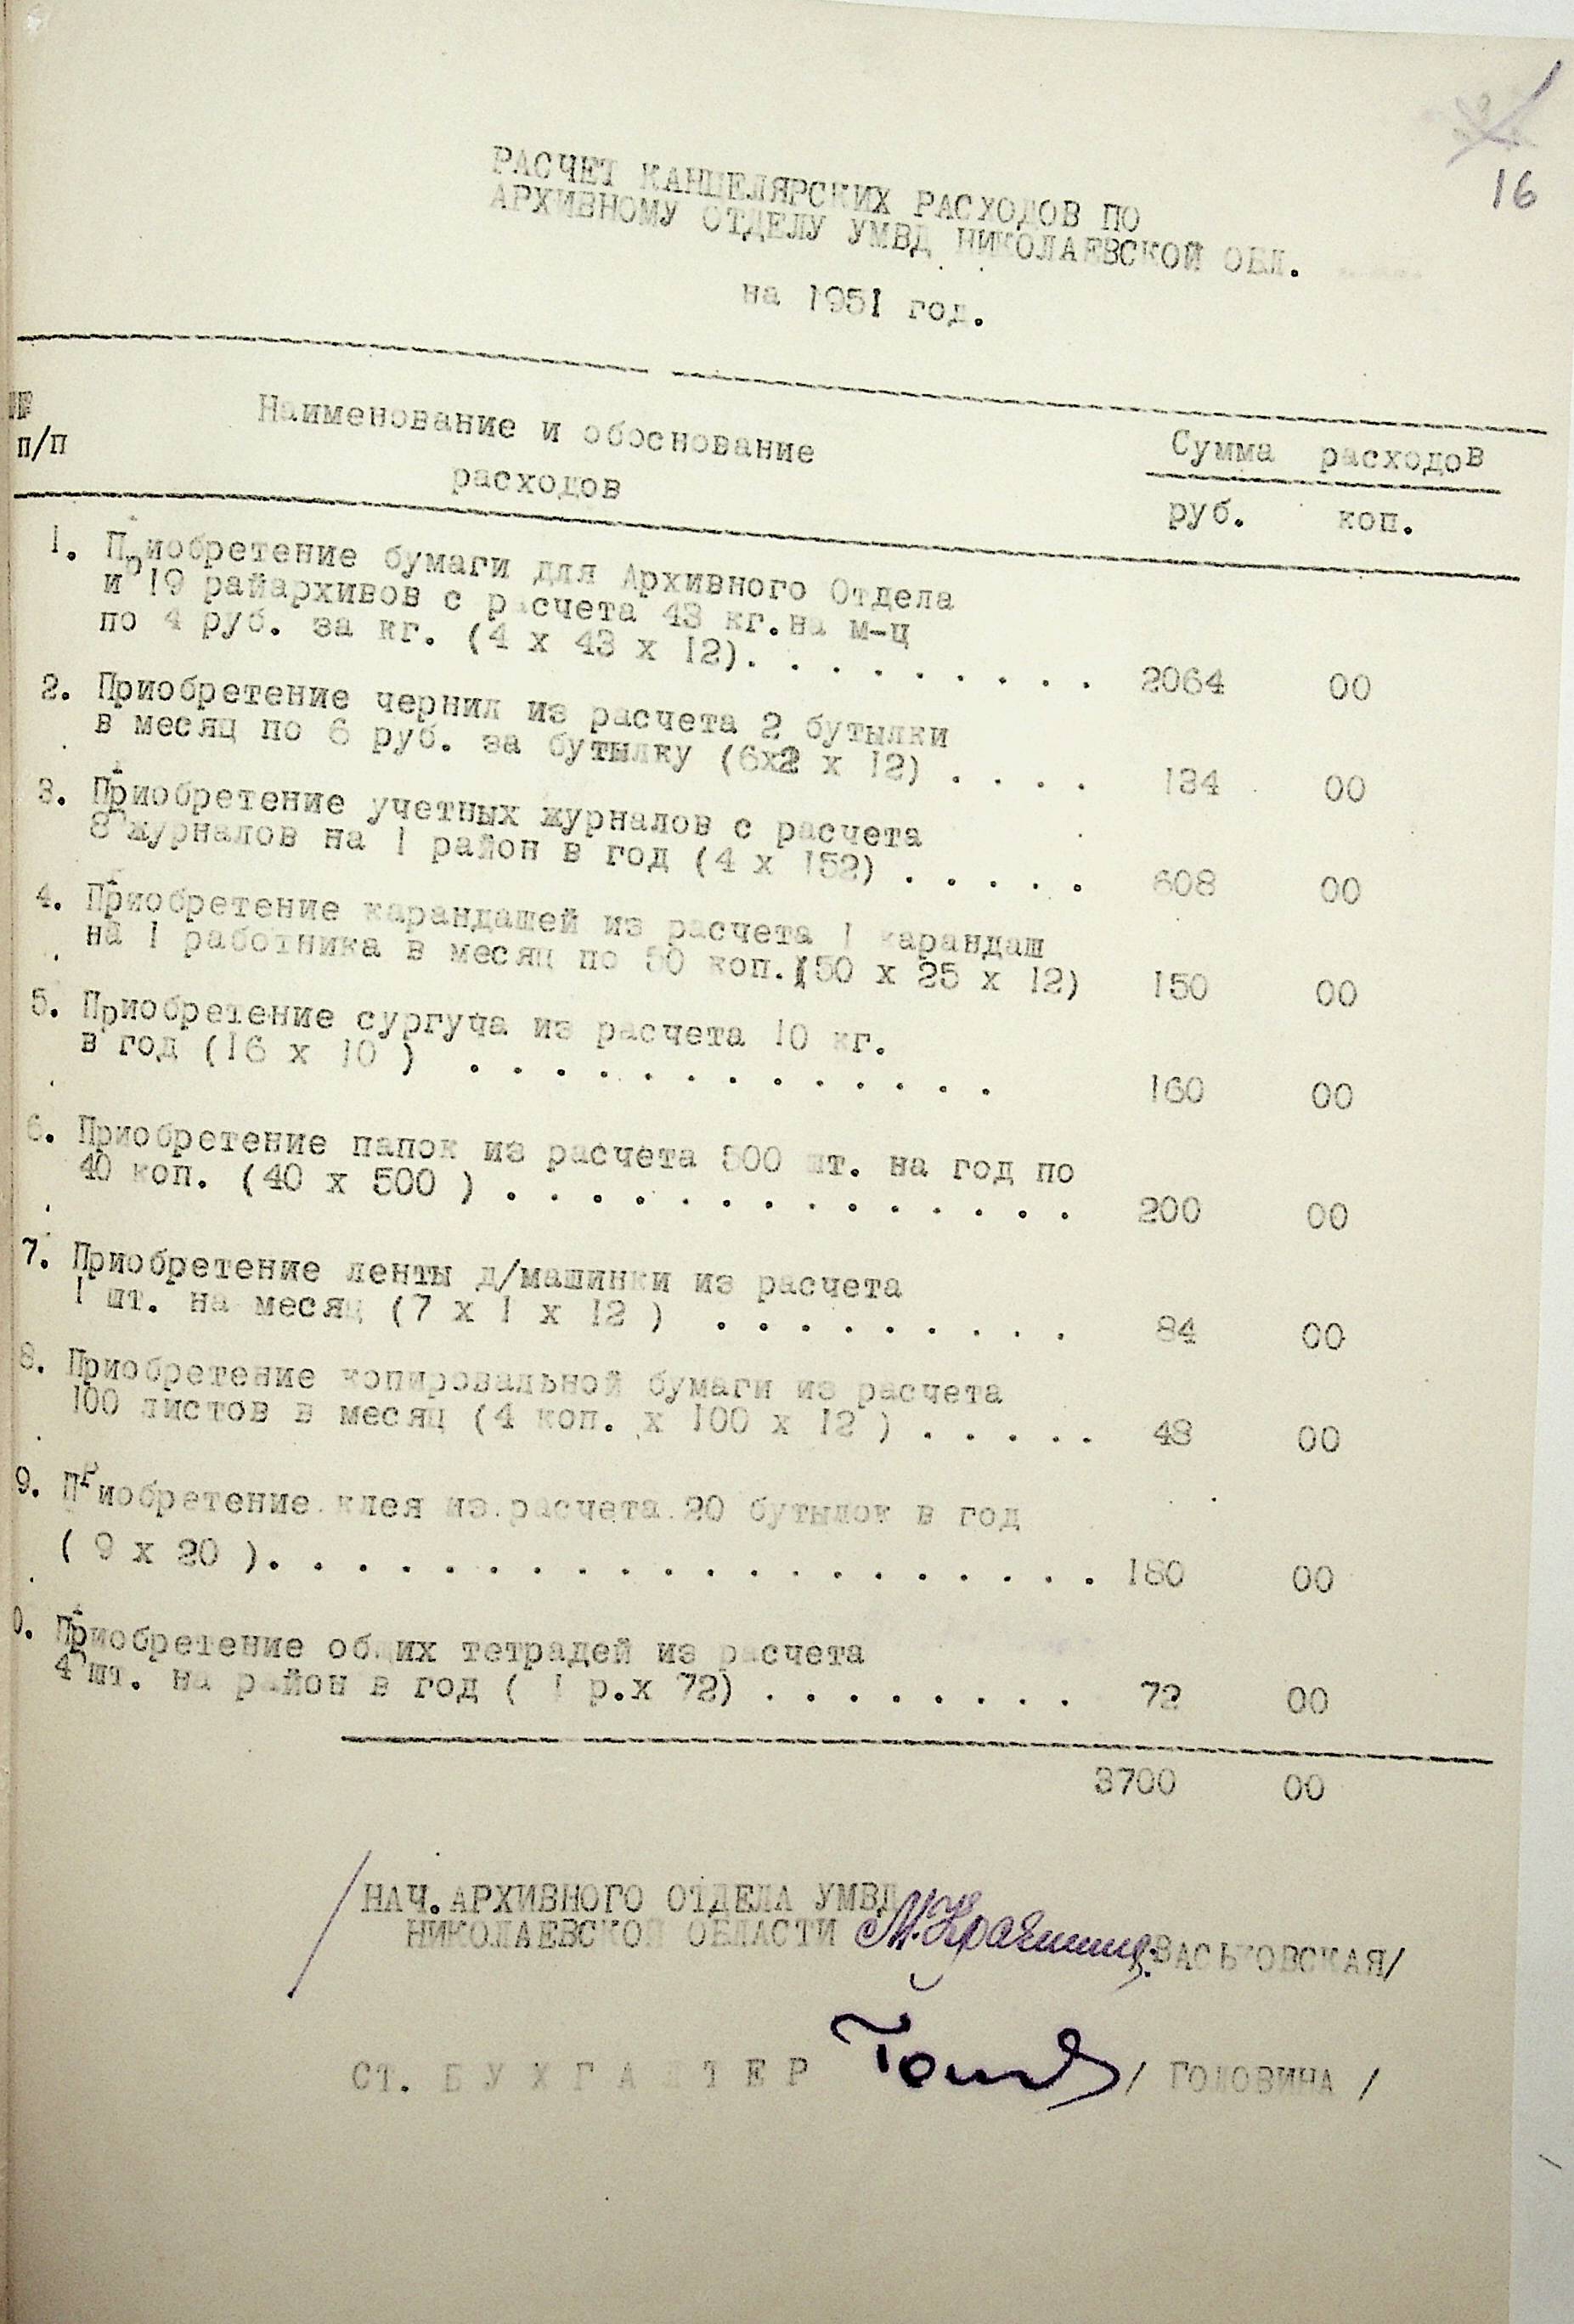 16
РАСЧЕТ КАНЦЕЛЯРСКИХ РАСХОДОВ ПО
АРХИВНОМУ ОТДЕЛУ УМВД НИКОЛАЕВСКОЙ ОБЛ.
на 1951 год.
№№ п/п
Наименование и обоснование расходов
Сумма расходов
руб. коп.
1. Приобретение бумаги для Архивного Отдела
и 19 райархивов с расчета 43 кг.на м-ц
по 4 руб. за кг. (4 х 43 х 12). . . . . . . . . 2064 00
2. Приобретение чернил из расчета 2 бутылки
в месяц по 6 руб. за бутылку (6х2 х 12) . . . . 134 00
3. Приобретение учетных журналов с расчета
8 журналов на 1 район в год (4 х 152) . . . . . 608 00
4. Приобретение карандашей из расчета 1 карандаш
на 1 работника в месяц по 50 коп.(50 х 25 х 12) 150 00
5. Приобретение сургуча из расчета 10 кг.
в год (16 х 10 ) . . . . . . . . . . . . . 160 00
6. Приобретение папок из расчета 500 шт. на год по
40 коп. (40 х 500 ) . . . . . . . . . . . . . . 200 00
7. Приобретение ленты д/машинки из расчета
1 шт. на месяц (7 х 1 х 12 ) . . . . . . . . . 84 00
8. Приобретение копировальной бумаги из расчета
100 листов в месяц (4 коп. х 100 х 12 ) . . . . . 48 00
9. Приобретение клея из расчета 20 бутылок в год
( 9 х 20 ). . . . . . . . . . . . . . . . . . . . 180 00
0. Приобретение общих тетрадей из расчета
4 шт. на район в год ( 1 р.х 72) . . . . . . . . 72 00
3700 00
НАЧ.АРХИВНОГО ОТДЕЛА УМВД
НИКОЛАЕВСКОЙ ОБЛАСТИ ВАСЬКОВСКАЯ/
СТ. Б У Х Г А Л Т Е Р / ГОЛОВИНА /